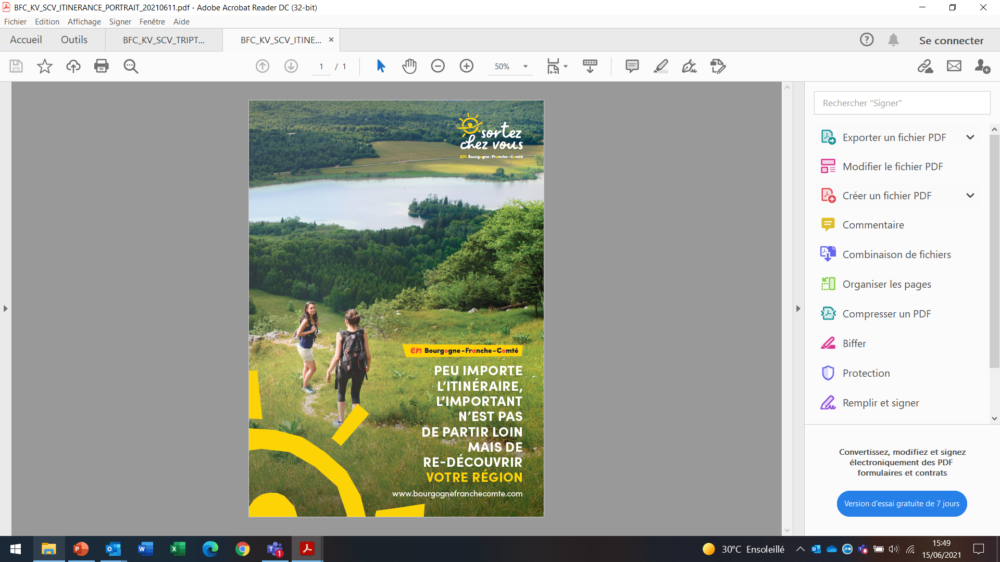 BFC_KV_SCV_ITINERANCE_PORTRAIT_20210611.pdf - Adobe Acrobat Reader DC (32-bit)
Fichier Edition Affichage Signer Fenêtre Aide
Accueil Outils BFC_KV_SCV_TRIPT... BFC_KV_SCV_ITINE... Se connecter
1 / 1 50%
sortez
chez vous
en Bourgogne-Franche-Comté
en Bourgogne-Franche-Comté
PEU IMPORTE
L'ITINÉRAIRE,
L'IMPORTANT
N'EST PAS
DE PARTIR LOIN
MAIS DE
RE-DÉCOUVRIR
VOTRE RÉGION
www.bourgognefranchecomte.com
Rechercher "Signer"
Exporter un fichier PDF
Modifier le fichier PDF
Créer un fichier PDF
Commentaire
Combinaison de fichiers
Organiser les pages
Compresser un PDF
Biffer
Protection
Remplir et signer
Convertissez, modifiez et signez
électroniquement des PDF
formulaires et contrats
Version d'essai gratuite de 7 jours
30°C Ensoleillé
15:49
15/06/2021